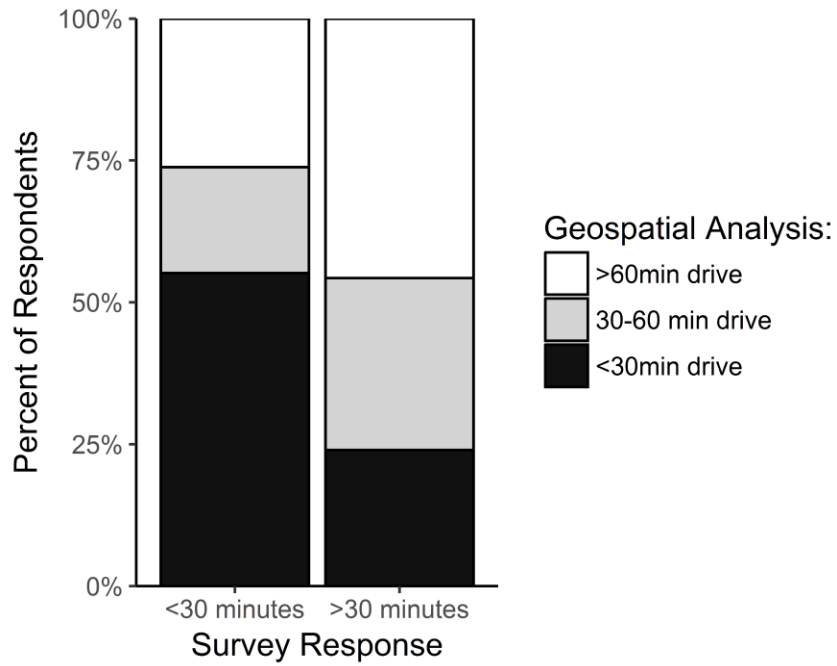 100%
75%
50%
25%
0%
Percent of Respondents
<30 minutes >30 minutes
Survey Response
Geospatial Analysis:
>60min drive
30-60 min drive
<30min drive